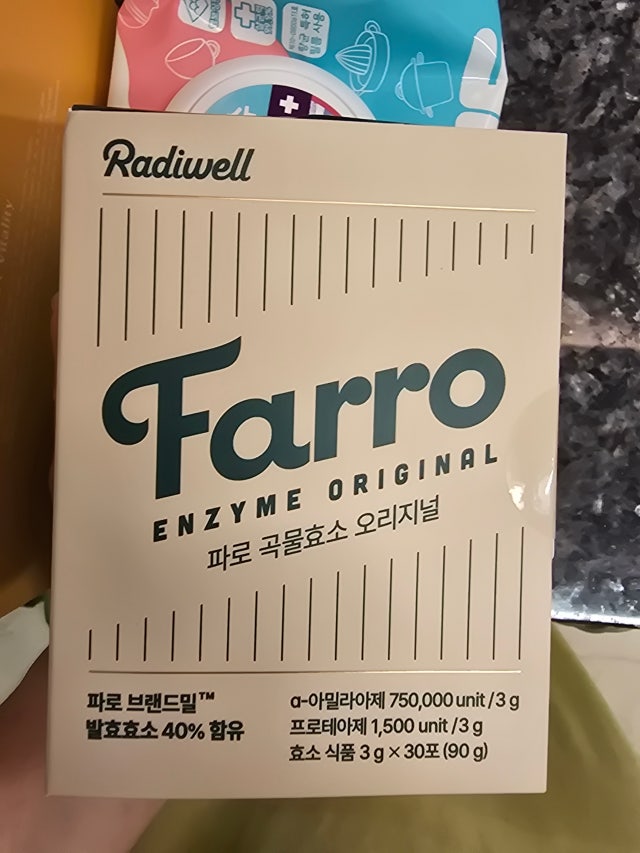 Radiwell
Farro
ENZYME ORIGINAL
파로 곡물효소 오리지널
파로 브랜드밀™
발효효소 40% 함유
α-아밀라아제 750,000 unit /3 g
프로테아제 1,500 unit /3 g
효소 식품 3 g × 30포 (90 g)
Vitality